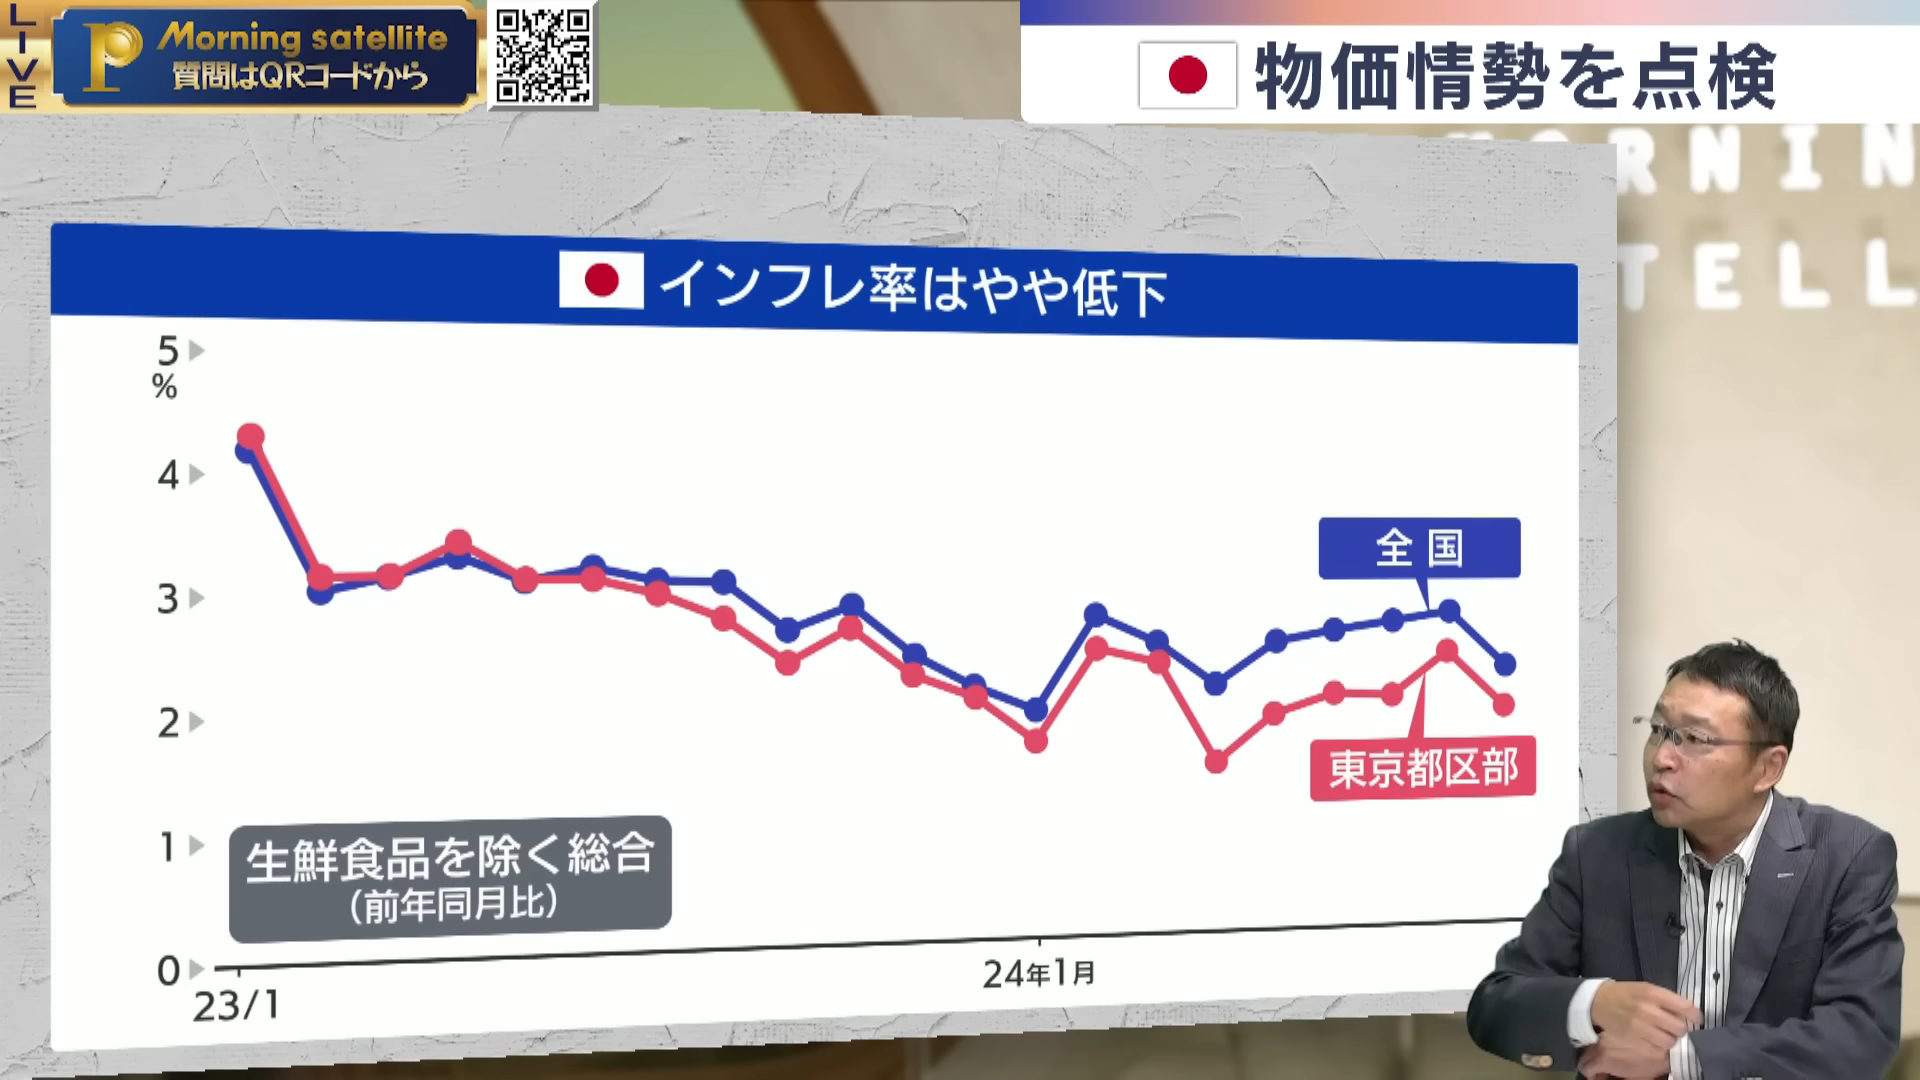 LIVE
P
Morning satellite
質問はQRコードから
物価情勢を点検
ORNIN
TELL
インフレ率はやや低下
5
%
4
3
2
1
0
全国
東京都区部
生鮮食品を除く総合
(前年同月比)
23/1
24年1月